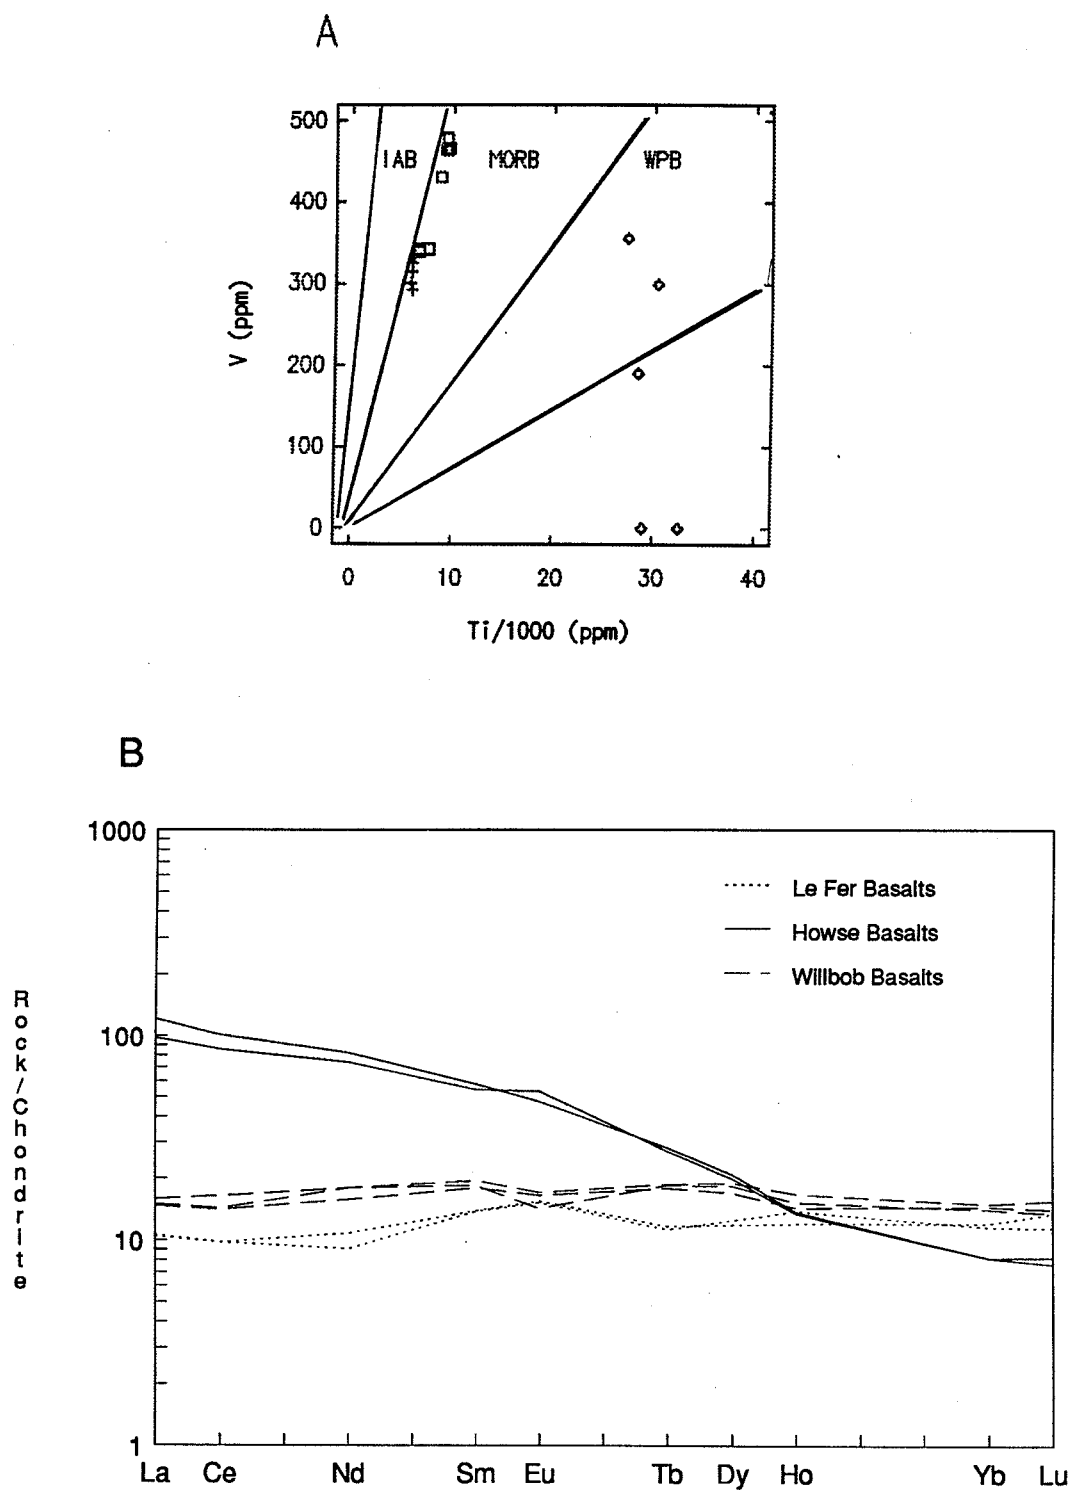 A
500
400
300
200
100
0
V (ppm)
IAB MORB WPB
0 10 20 30 40
Ti/1000 (ppm)
B
1000
100
10
1
Rock/Chondrite
Le Fer Basalts
Howse Basalts
Willbob Basalts
La Ce Nd Sm Eu Tb Dy Ho Yb Lu